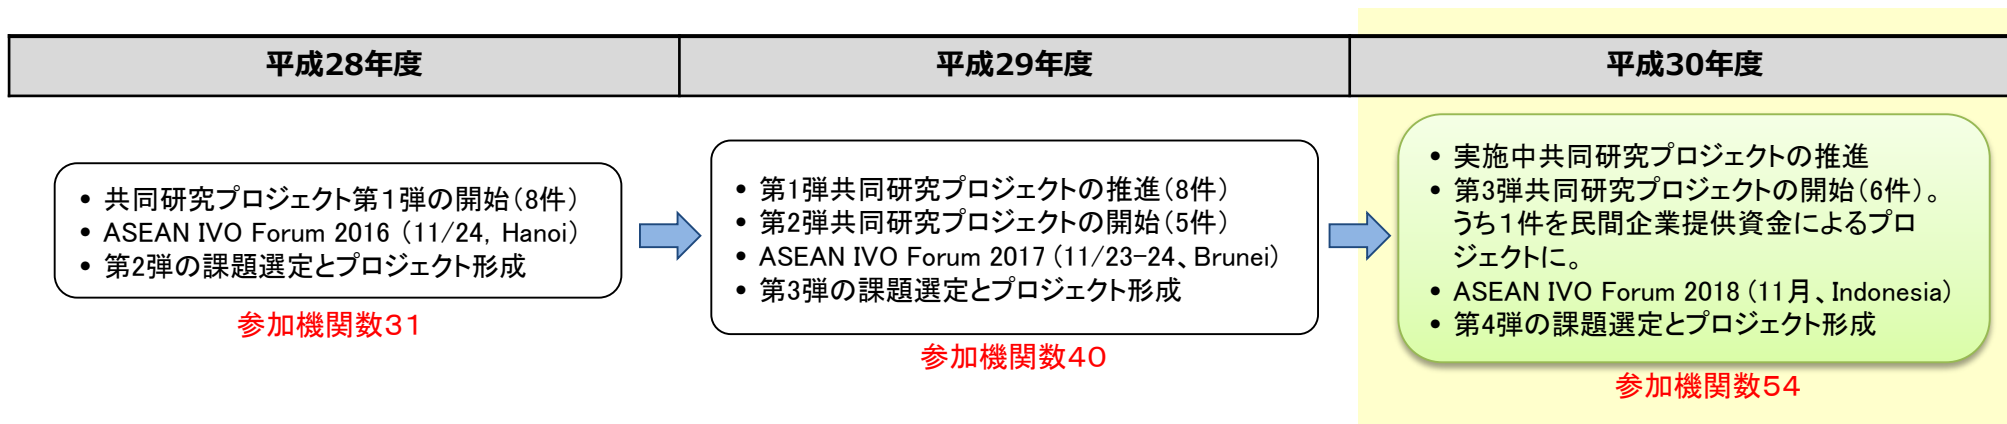 平成28年度
平成29年度
平成30年度
• 共同研究プロジェクト第１弾の開始（8件）
• ASEAN IVO Forum 2016 （11/24, Hanoi）
• 第2弾の課題選定とプロジェクト形成
参加機関数３１
• 第1弾共同研究プロジェクトの推進（8件）
• 第2弾共同研究プロジェクトの開始（5件）
• ASEAN IVO Forum 2017 （11/23-24、Brunei）
• 第3弾の課題選定とプロジェクト形成
参加機関数４０
• 実施中共同研究プロジェクトの推進
• 第3弾共同研究プロジェクトの開始（6件）。
うち１件を民間企業提供資金によるプロ
ジェクトに。
• ASEAN IVO Forum 2018 （11月、Indonesia）
• 第4弾の課題選定とプロジェクト形成
参加機関数５４